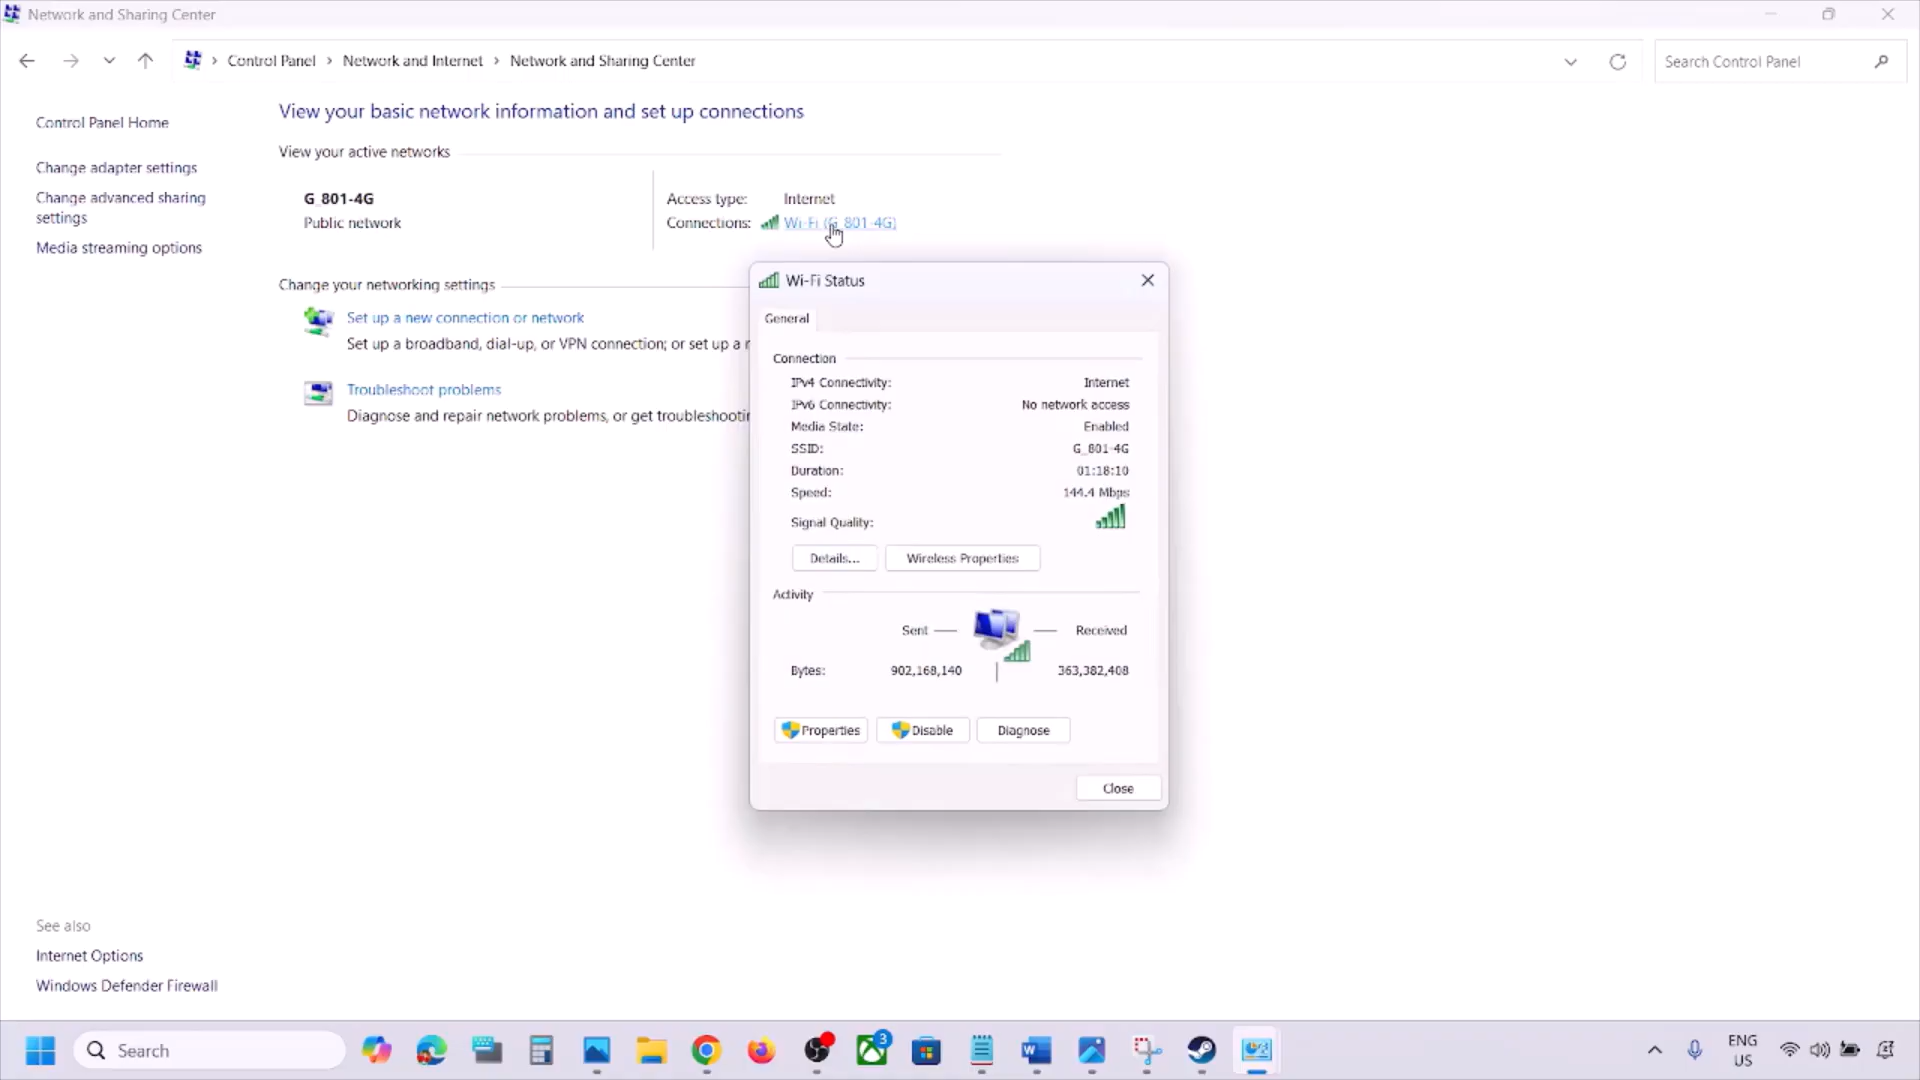 Network and Sharing Center
Control Panel > Network and Internet > Network and Sharing Center
Search Control Panel
Control Panel Home
Change adapter settings
Change advanced sharing
settings
Media streaming options
View your basic network information and set up connections
View your active networks
G_801-4G
Public network
Access type: Internet
Connections: Wi-Fi (G_801-4G)
Change your networking settings
Set up a new connection or network
Set up a broadband, dial-up, or VPN connection; or set up a
Troubleshoot problems
Diagnose and repair network problems, or get
Wi-Fi Status
General
Connection
IPv4 Connectivity: Internet
IPv6 Connectivity: No network access
Media State: Enabled
SSID: G_801-4G
Duration: 01:18:10
Speed: 144.4 Mbps
Signal Quality:
Details... Wireless Properties
Activity
Sent Received
Bytes: 902,168,140 363,382,408
Properties Disable Diagnose
Close
See also
Internet Options
Windows Defender Firewall
Search
3
ENG
US